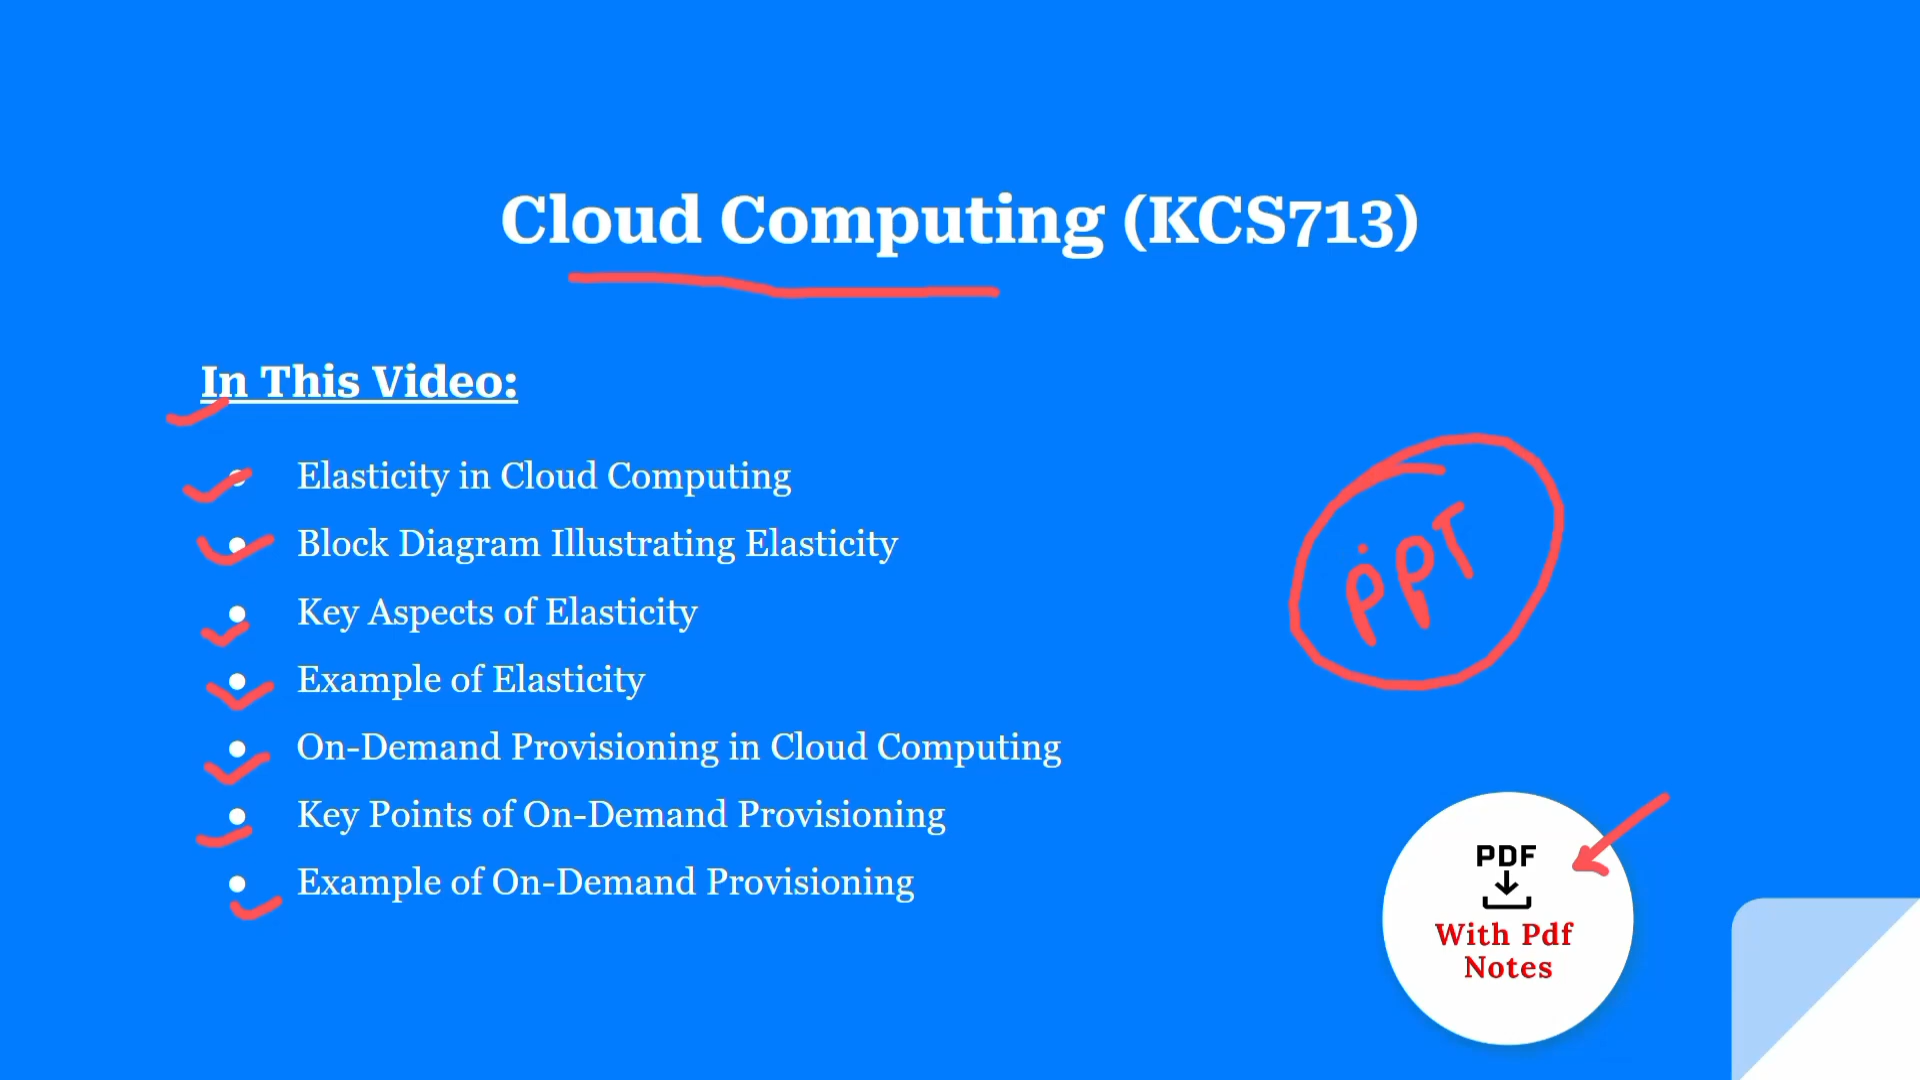 Cloud Computing (KCS713)
In This Video:
Elasticity in Cloud Computing
Block Diagram Illustrating Elasticity
Key Aspects of Elasticity
Example of Elasticity
On-Demand Provisioning in Cloud Computing
Key Points of On-Demand Provisioning
Example of On-Demand Provisioning
PPT
PDF
With Pdf
Notes